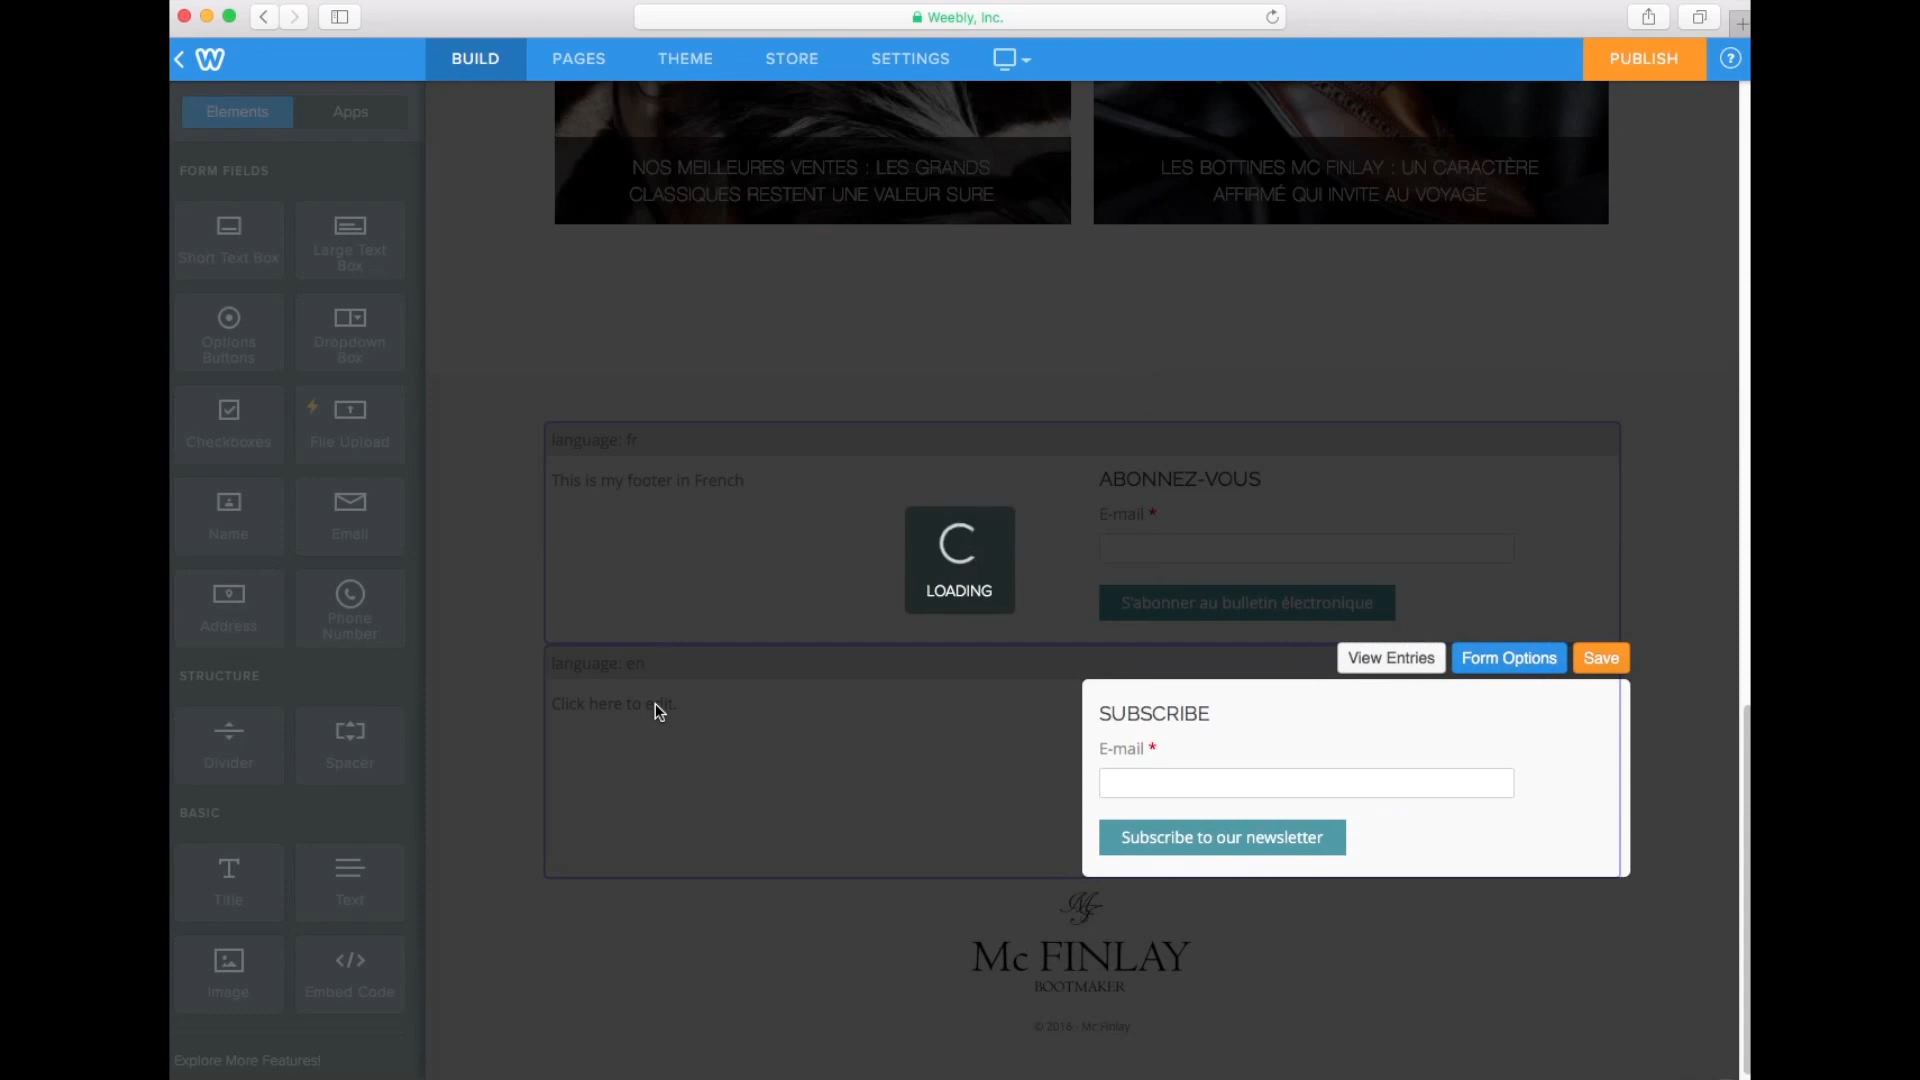 Weebly, Inc.
BUILD
PAGES
THEME
STORE
SETTINGS
PUBLISH
?
Elements
Apps
FORM FIELDS
Short Text Box
Large Text
Box
Options
Buttons
Dropdown
Box
Checkboxes
File Upload
Name
Email
Address
Phone
Number
STRUCTURE
Divider
Spacer
BASIC
Title
Text
Image
Embed Code
Explore More Features!
NOS MEILLEURES VENTES : LES GRANDS
CLASSIQUES RESTENT UNE VALEUR SURE
LES BOTTINES MC FINLAY : UN CARACTÈRE
AFFIRMÉ QUI INVITE AU VOYAGE
language: fr
This is my footer in French
ABONNEZ-VOUS
E-mail *
S'abonner au bulletin électronique
LOADING
language: en
Click here to edit.
View Entries
Form Options
Save
SUBSCRIBE
E-mail *
Subscribe to our newsletter
Mc FINLAY
BOOTMAKER
© 2016 - Mc Finlay